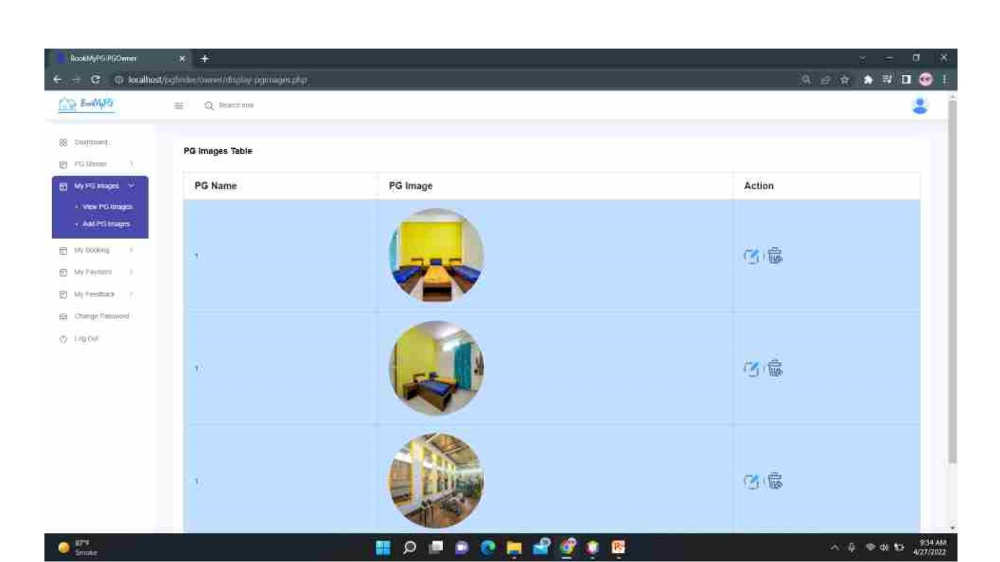 BookMyPG PGOwner
localhost/pgfinder/owner/display-pgimages.php
BookMyPG
Search now
Dashboard
PG Images Table
PG Master
PG Name PG Image Action
My PG Images
View PG Images
Add PG Images
My Booking
1
My Payment
My Feedback
Change Password
Log Out
1
1
87°F
Smoke
9:34 AM
4/27/2022